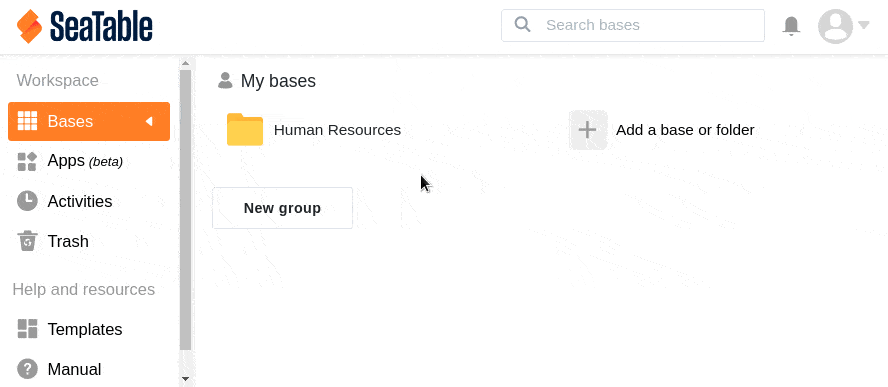 SeaTable
Search bases
Workspace
Bases
Apps (beta)
Activities
Trash
Help and resources
Templates
Manual
My bases
Human Resources
Add a base or folder
New group